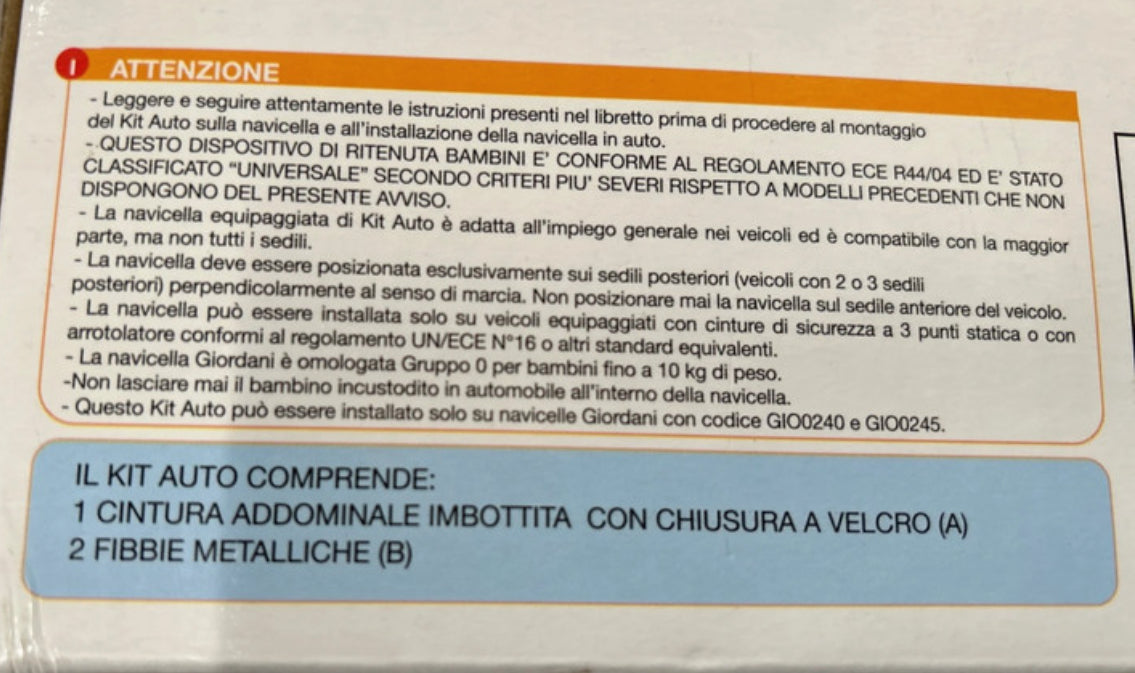 I ATTENZIONE
- Leggere e seguire attentamente le istruzioni presenti nel libretto prima di procedere al montaggio
del Kit Auto sulla navicella e all'installazione della navicella in auto.
- QUESTO DISPOSITIVO DI RITENUTA BAMBINI E' CONFORME AL REGOLAMENTO ECE R44/04 ED E' STATO
CLASSIFICATO "UNIVERSALE" SECONDO CRITERI PIU' SEVERI RISPETTO A MODELLI PRECEDENTI CHE NON
DISPONGONO DEL PRESENTE AVVISO.
- La navicella equipaggiata di Kit Auto è adatta all'impiego generale nei veicoli ed è compatibile con la maggior
parte, ma non tutti i sedili.
- La navicella deve essere posizionata esclusivamente sui sedili posteriori (veicoli con 2 o 3 sedili
posteriori) perpendicolarmente al senso di marcia. Non posizionare mai la navicella sul sedile anteriore del veicolo.
- La navicella può essere installata solo su veicoli equipaggiati con cinture di sicurezza a 3 punti statica o con
arrotolatore conformi al regolamento UN/ECE N°16 o altri standard equivalenti.
- La navicella Giordani è omologata Gruppo 0 per bambini fino a 10 kg di peso.
-Non lasciare mai il bambino incustodito in automobile all'interno della navicella.
- Questo Kit Auto può essere installato solo su navicelle Giordani con codice GIO0240 e GIO0245.
IL KIT AUTO COMPRENDE:
1 CINTURA ADDOMINALE IMBOTTITA CON CHIUSURA A VELCRO (A)
2 FIBBIE METALLICHE (B)